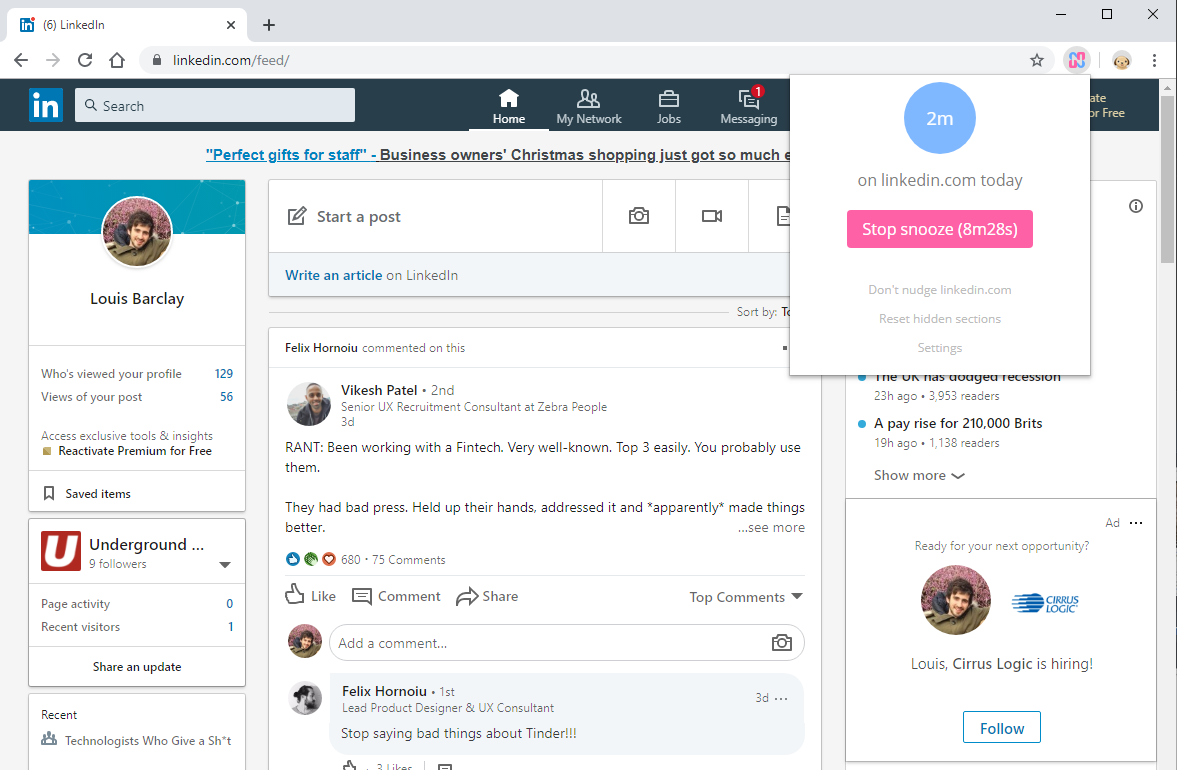 (6) LinkedIn
linkedin.com/feed/
in
Search
Home
My Network
Jobs
Messaging
1
ate
or Free
"Perfect gifts for staff" - Business owners' Christmas shopping just got so much e
2m
on linkedin.com today
Stop snooze (8m28s)
Don't nudge linkedin.com
Reset hidden sections
Settings
Louis Barclay
Who's viewed your profile 129
Views of your post 56
Access exclusive tools & insights
Reactivate Premium for Free
Saved items
U
Underground ...
9 followers
Page activity 0
Recent visitors 1
Share an update
Recent
Technologists Who Give a Sh*t
Start a post
Write an article on LinkedIn
Sort by: To
Felix Hornoiu commented on this
Vikesh Patel • 2nd
Senior UX Recruitment Consultant at Zebra People
3d
RANT: Been working with a Fintech. Very well-known. Top 3 easily. You probably use
them.
They had bad press. Held up their hands, addressed it and *apparently* made things
better.
...see more
680 · 75 Comments
Like
Comment
Share
Top Comments
Add a comment...
Felix Hornoiu • 1st
3d ...
Lead Product Designer & UX Consultant
Stop saying bad things about Tinder!!!
3 Likes
The UK has dodged recession
23h ago • 3,953 readers
A pay rise for 210,000 Brits
19h ago • 1,138 readers
Show more
Ad ...
Ready for your next opportunity?
CIRRUS
LOGIC
Louis, Cirrus Logic is hiring!
Follow